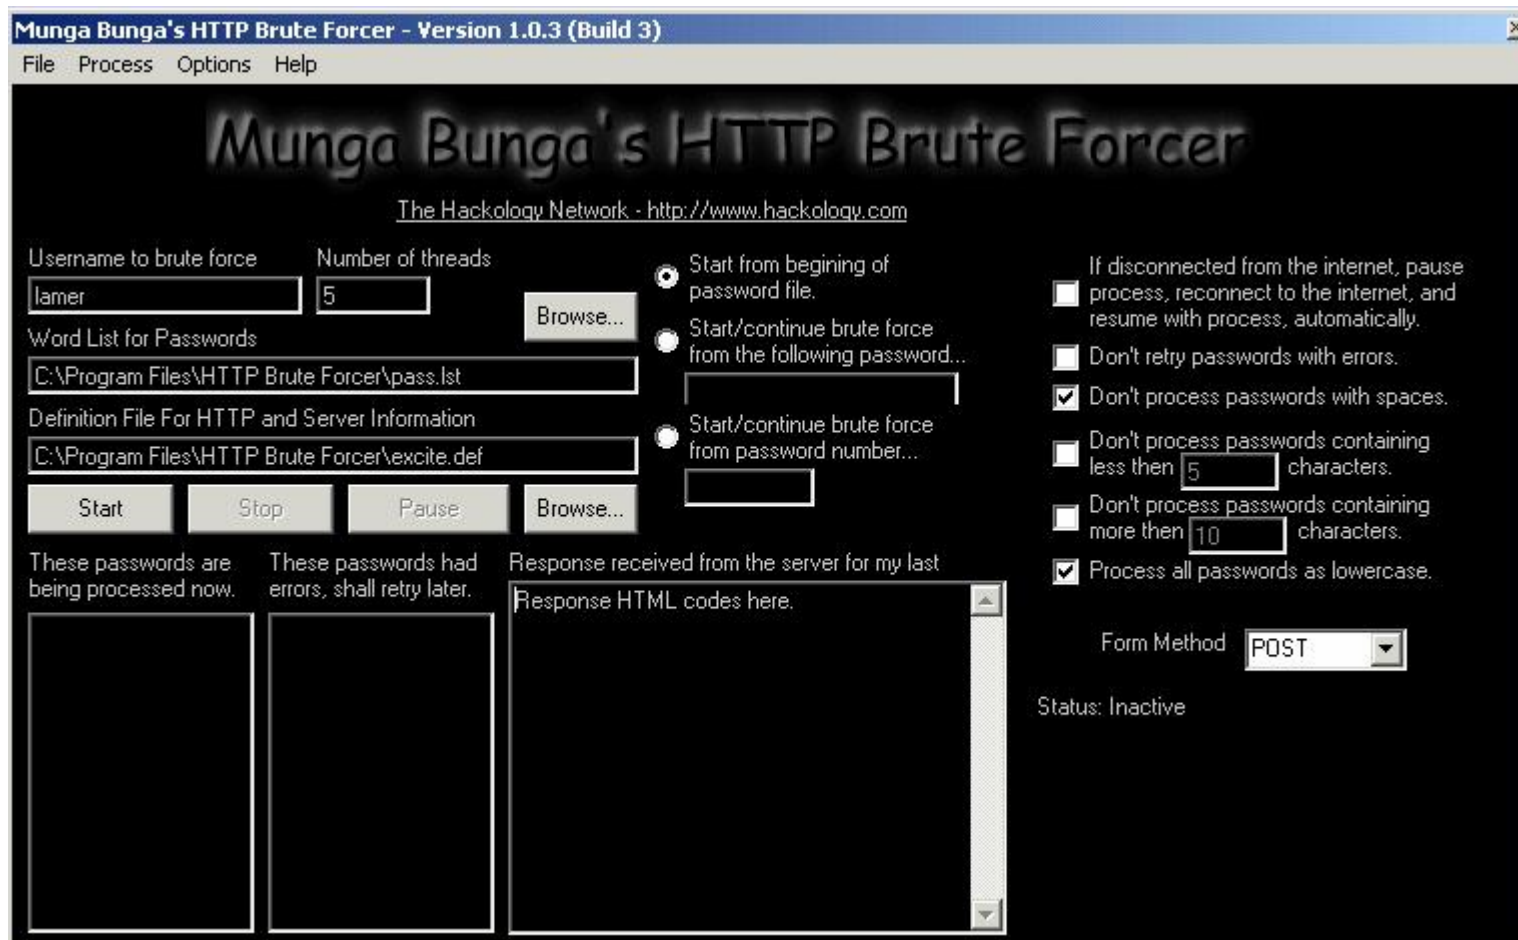 Munga Bunga's HTTP Brute Forcer - Version 1.0.3 (Build 3)
File Process Options Help
Munga Bunga's HTTP Brute Forcer
The Hackology Network - http://www.hackology.com
Username to brute force
lamer
Number of threads
5
Browse...
Word List for Passwords
C:\Program Files\HTTP Brute Forcer\pass.lst
Definition File For HTTP and Server Information
C:\Program Files\HTTP Brute Forcer\excite.def
Start
Stop
Pause
Browse...
Start from begining of
password file.
Start/continue brute force
from the following password...
Start/continue brute force
from password number...
If disconnected from the internet, pause
process, reconnect to the internet, and
resume with process, automatically.
Don't retry passwords with errors.
Don't process passwords with spaces.
Don't process passwords containing
less then 5 characters.
Don't process passwords containing
more then 10 characters.
Process all passwords as lowercase.
Form Method POST
Status: Inactive
These passwords are
being processed now.
These passwords had
errors, shall retry later.
Response received from the server for my last
Response HTML codes here.